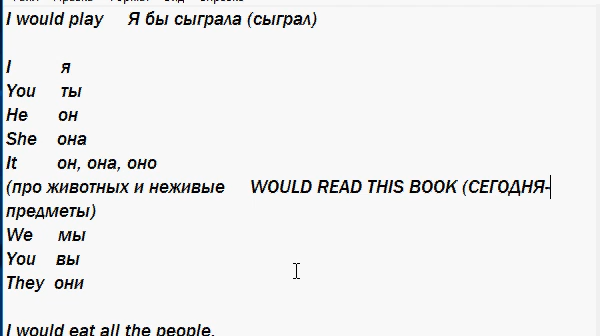 I would play Я бы сыграла (сыграл)
I я
You ты
He он
She она
It он, она, оно
(про животных и неживые WOULD READ THIS BOOK (СЕГОДНЯ-
предметы)
We мы
You вы
They они
I would eat all the people.